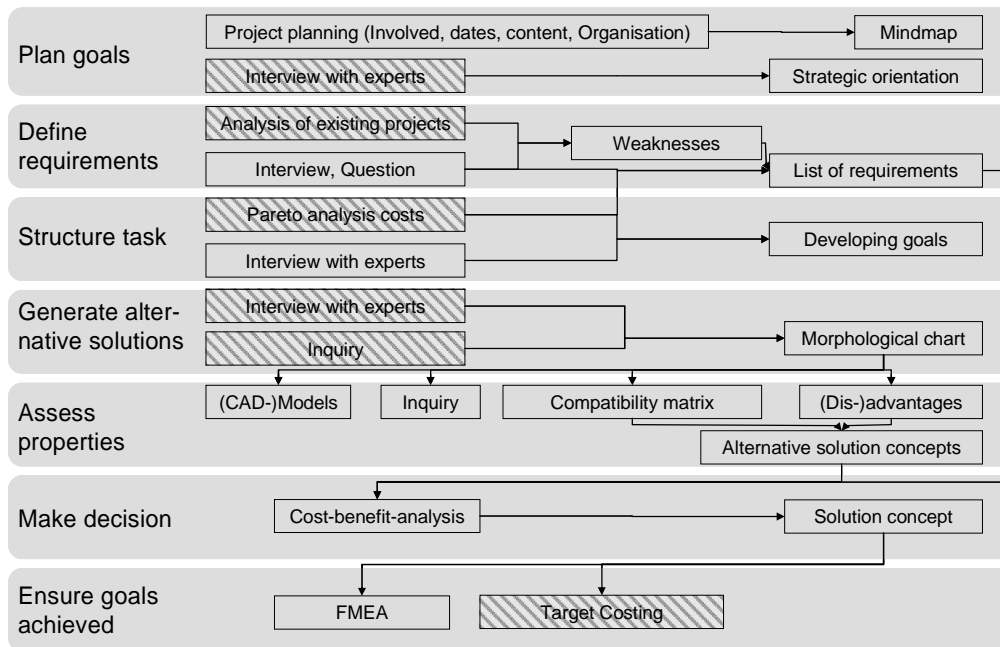 Plan goals
Project planning (Involved, dates, content, Organisation)
Mindmap
Interview with experts
Strategic orientation
Define
requirements
Analysis of existing projects
Weaknesses
Interview, Question
List of requirements
Structure task
Pareto analysis costs
Developing goals
Interview with experts
Generate alter-
native solutions
Interview with experts
Inquiry
Morphological chart
Assess
properties
(CAD-)Models
Inquiry
Compatibility matrix
(Dis-)advantages
Alternative solution concepts
Make decision
Cost-benefit-analysis
Solution concept
Ensure goals
achieved
FMEA
Target Costing